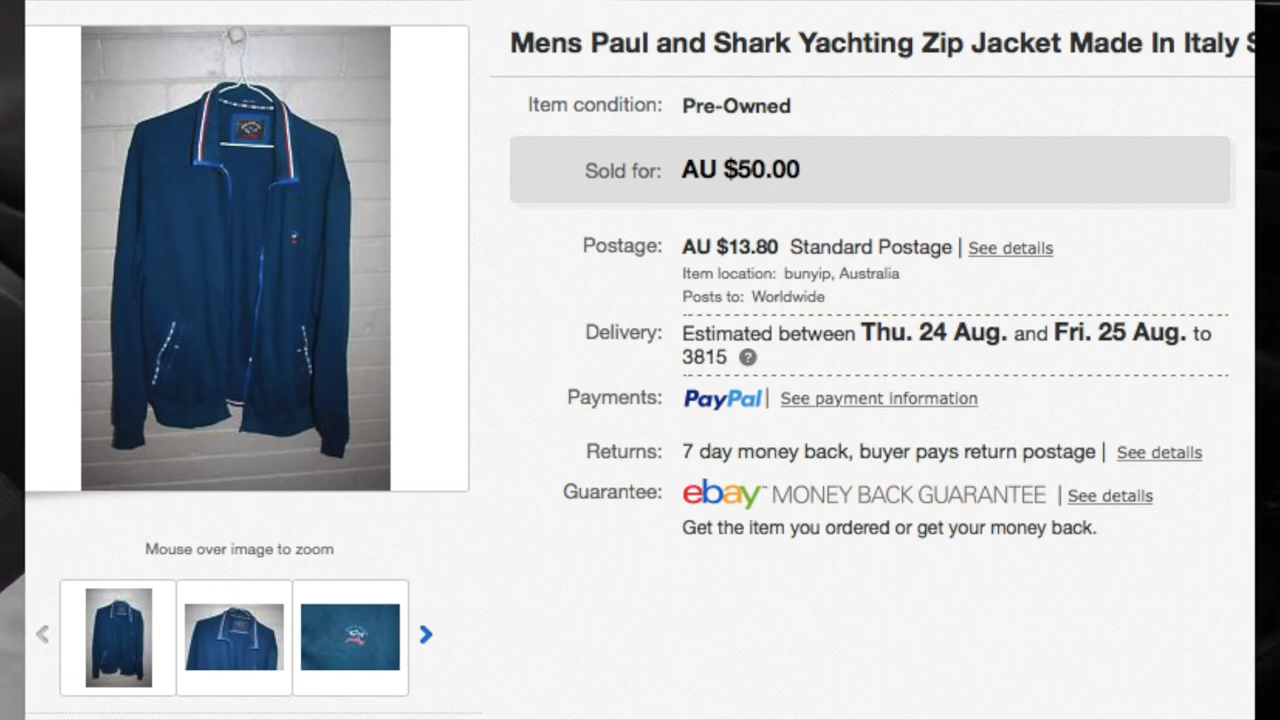 Mens Paul and Shark Yachting Zip Jacket Made In Italy
Item condition: Pre-Owned
Sold for: AU $50.00
Postage: AU $13.80 Standard Postage | See details
Item location: bunyip, Australia
Posts to: Worldwide
Delivery: Estimated between Thu. 24 Aug. and Fri. 25 Aug. to
3815 ?
Payments: PayPal | See payment information
Returns: 7 day money back, buyer pays return postage | See details
Guarantee: ebay™ MONEY BACK GUARANTEE | See details
Get the item you ordered or get your money back.
Mouse over image to zoom